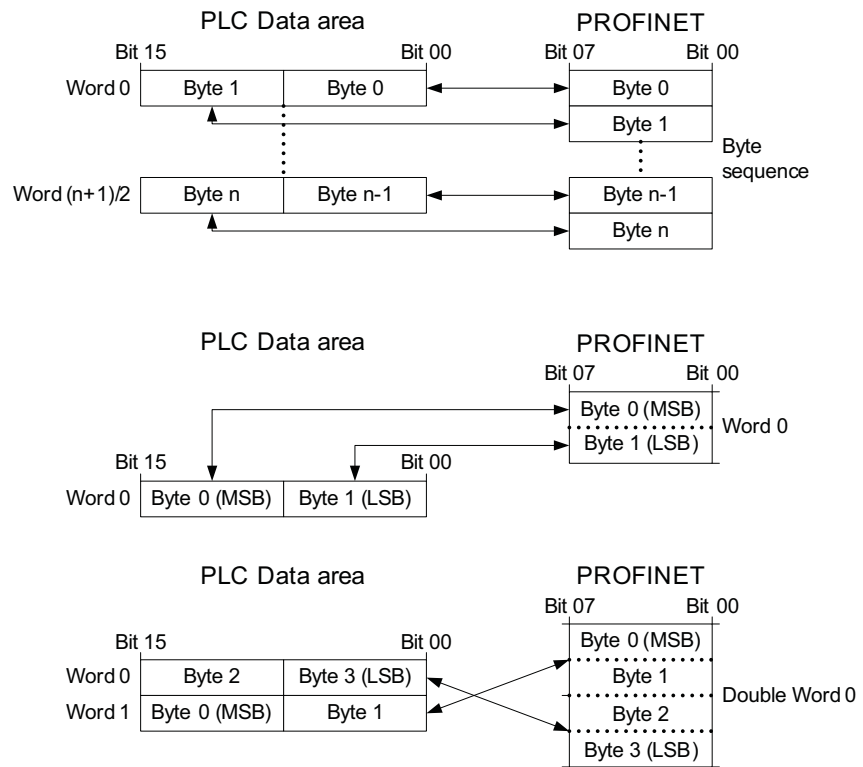 PLC Data area PROFINET
Bit 15 Bit 00 Bit 07 Bit 00
Word 0 Byte 1 Byte 0 Byte 0
Byte 1
Byte
sequence
Word (n+1)/2 Byte n Byte n-1 Byte n-1
Byte n
PLC Data area PROFINET
Bit 07 Bit 00
Byte 0 (MSB)
Word 0
Byte 1 (LSB)
Bit 15 Bit 00
Word 0 Byte 0 (MSB) Byte 1 (LSB)
PLC Data area PROFINET
Bit 07 Bit 00
Bit 15 Bit 00
Byte 0 (MSB)
Word 0 Byte 2 Byte 3 (LSB)
Byte 1
Double Word 0
Word 1 Byte 0 (MSB) Byte 1
Byte 2
Byte 3 (LSB)